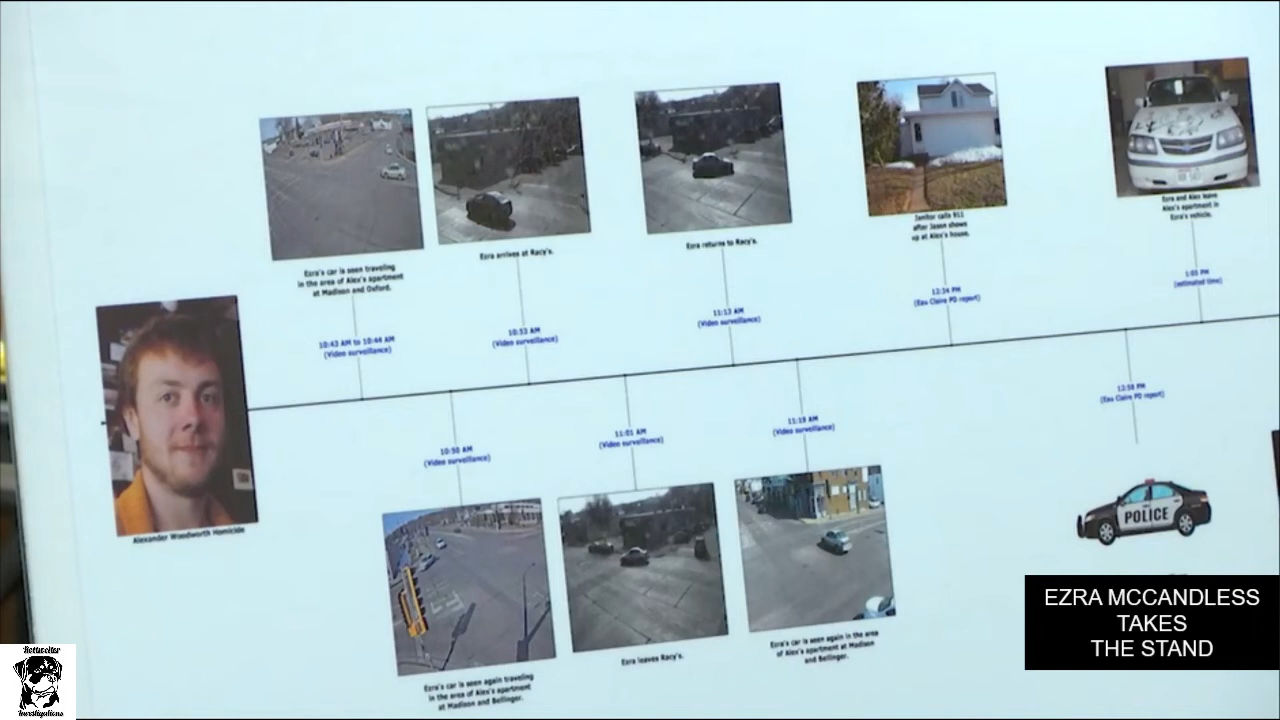 Ezra's car is seen traveling
in the area of Alex's apartment
at Madison and Oxford.
10:43 AM to 10:44 AM
(Video surveillance)
Ezra arrives at Racy's.
10:53 AM
(Video surveillance)
Ezra returns to Racy's.
11:13 AM
(Video surveillance)
Janitor calls 911
after Jason shows
up at Alex's house.
12:34 PM
(Eau Claire PD report)
Ezra and Alex leave
Alex's apartment in
Ezra's vehicle.
1:05 PM
(estimated time)
Alexander Woodworth Homicide
10:50 AM
(Video surveillance)
Ezra's car is seen again traveling
in the area of Alex's apartment
at Madison and Bellinger.
11:01 AM
(Video surveillance)
Ezra leaves Racy's.
11:18 AM
(Video surveillance)
Ezra's car is seen again in the area
of Alex's apartment at Madison
and Bellinger.
12:58 PM
(Eau Claire PD report)
POLICE
EZRA MCCANDLESS
TAKES
THE STAND
Rottweiler
Investigations